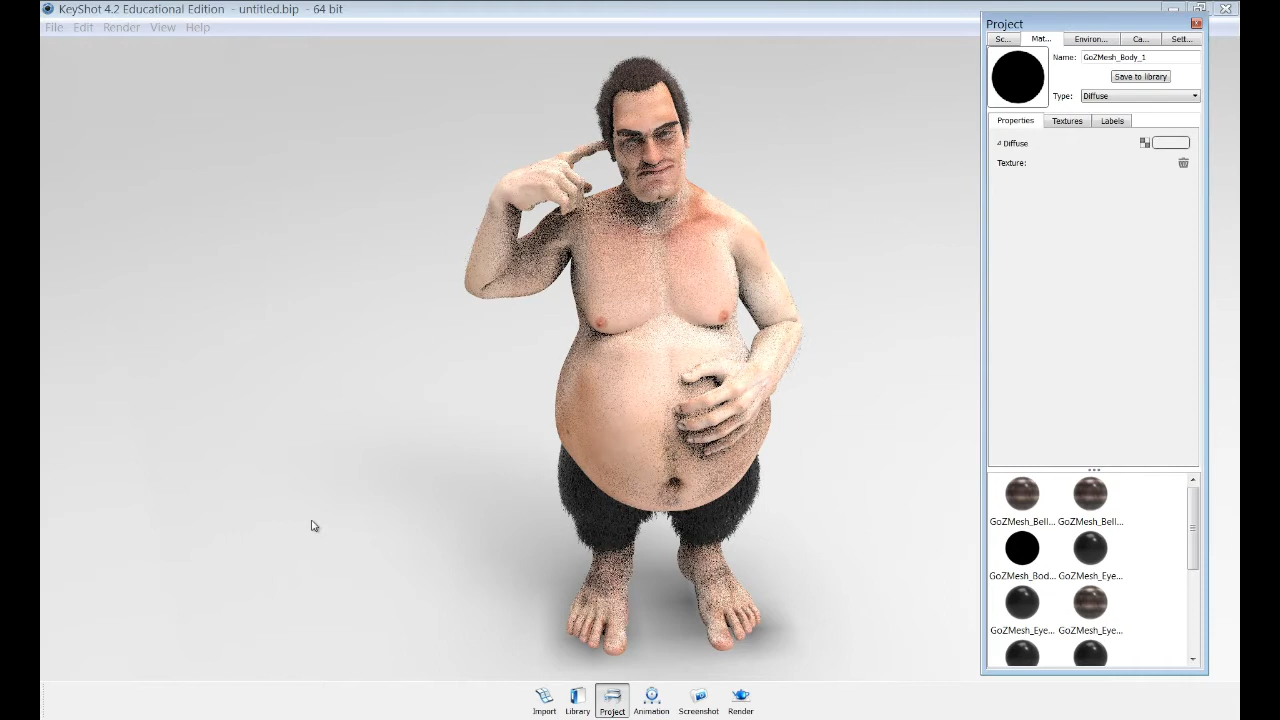 KeyShot 4.2 Educational Edition - untitled.bip - 64 bit
File Edit Render View Help
Project
Sc... Mat... Environ... Ca... Sett...
Name: GoZMesh_Body_1
Save to library
Type: Diffuse
Properties Textures Labels
Diffuse
Texture:
GoZMesh_Bell... GoZMesh_Bell...
GoZMesh_Bod... GoZMesh_Eye...
GoZMesh_Eye... GoZMesh_Eye...
Import Library Project Animation Screenshot Render